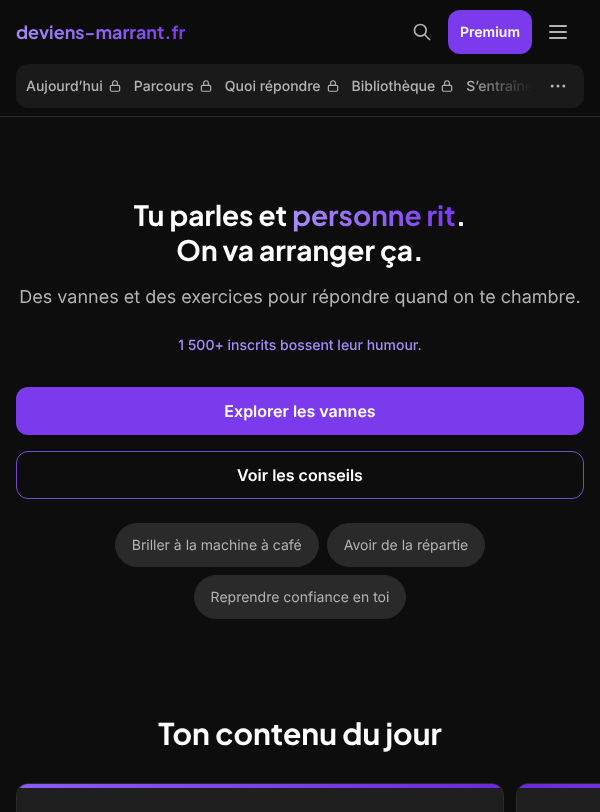 deviens-marrant.fr
Premium
Aujourd’hui Parcours Quoi répondre Bibliothèque S’entraîne
Tu parles et personne rit.
On va arranger ça.
Des vannes et des exercices pour répondre quand on te chambre.
1 500+ inscrits bossent leur humour.
Explorer les vannes
Voir les conseils
Briller à la machine à café Avoir de la répartie
Reprendre confiance en toi
Ton contenu du jour